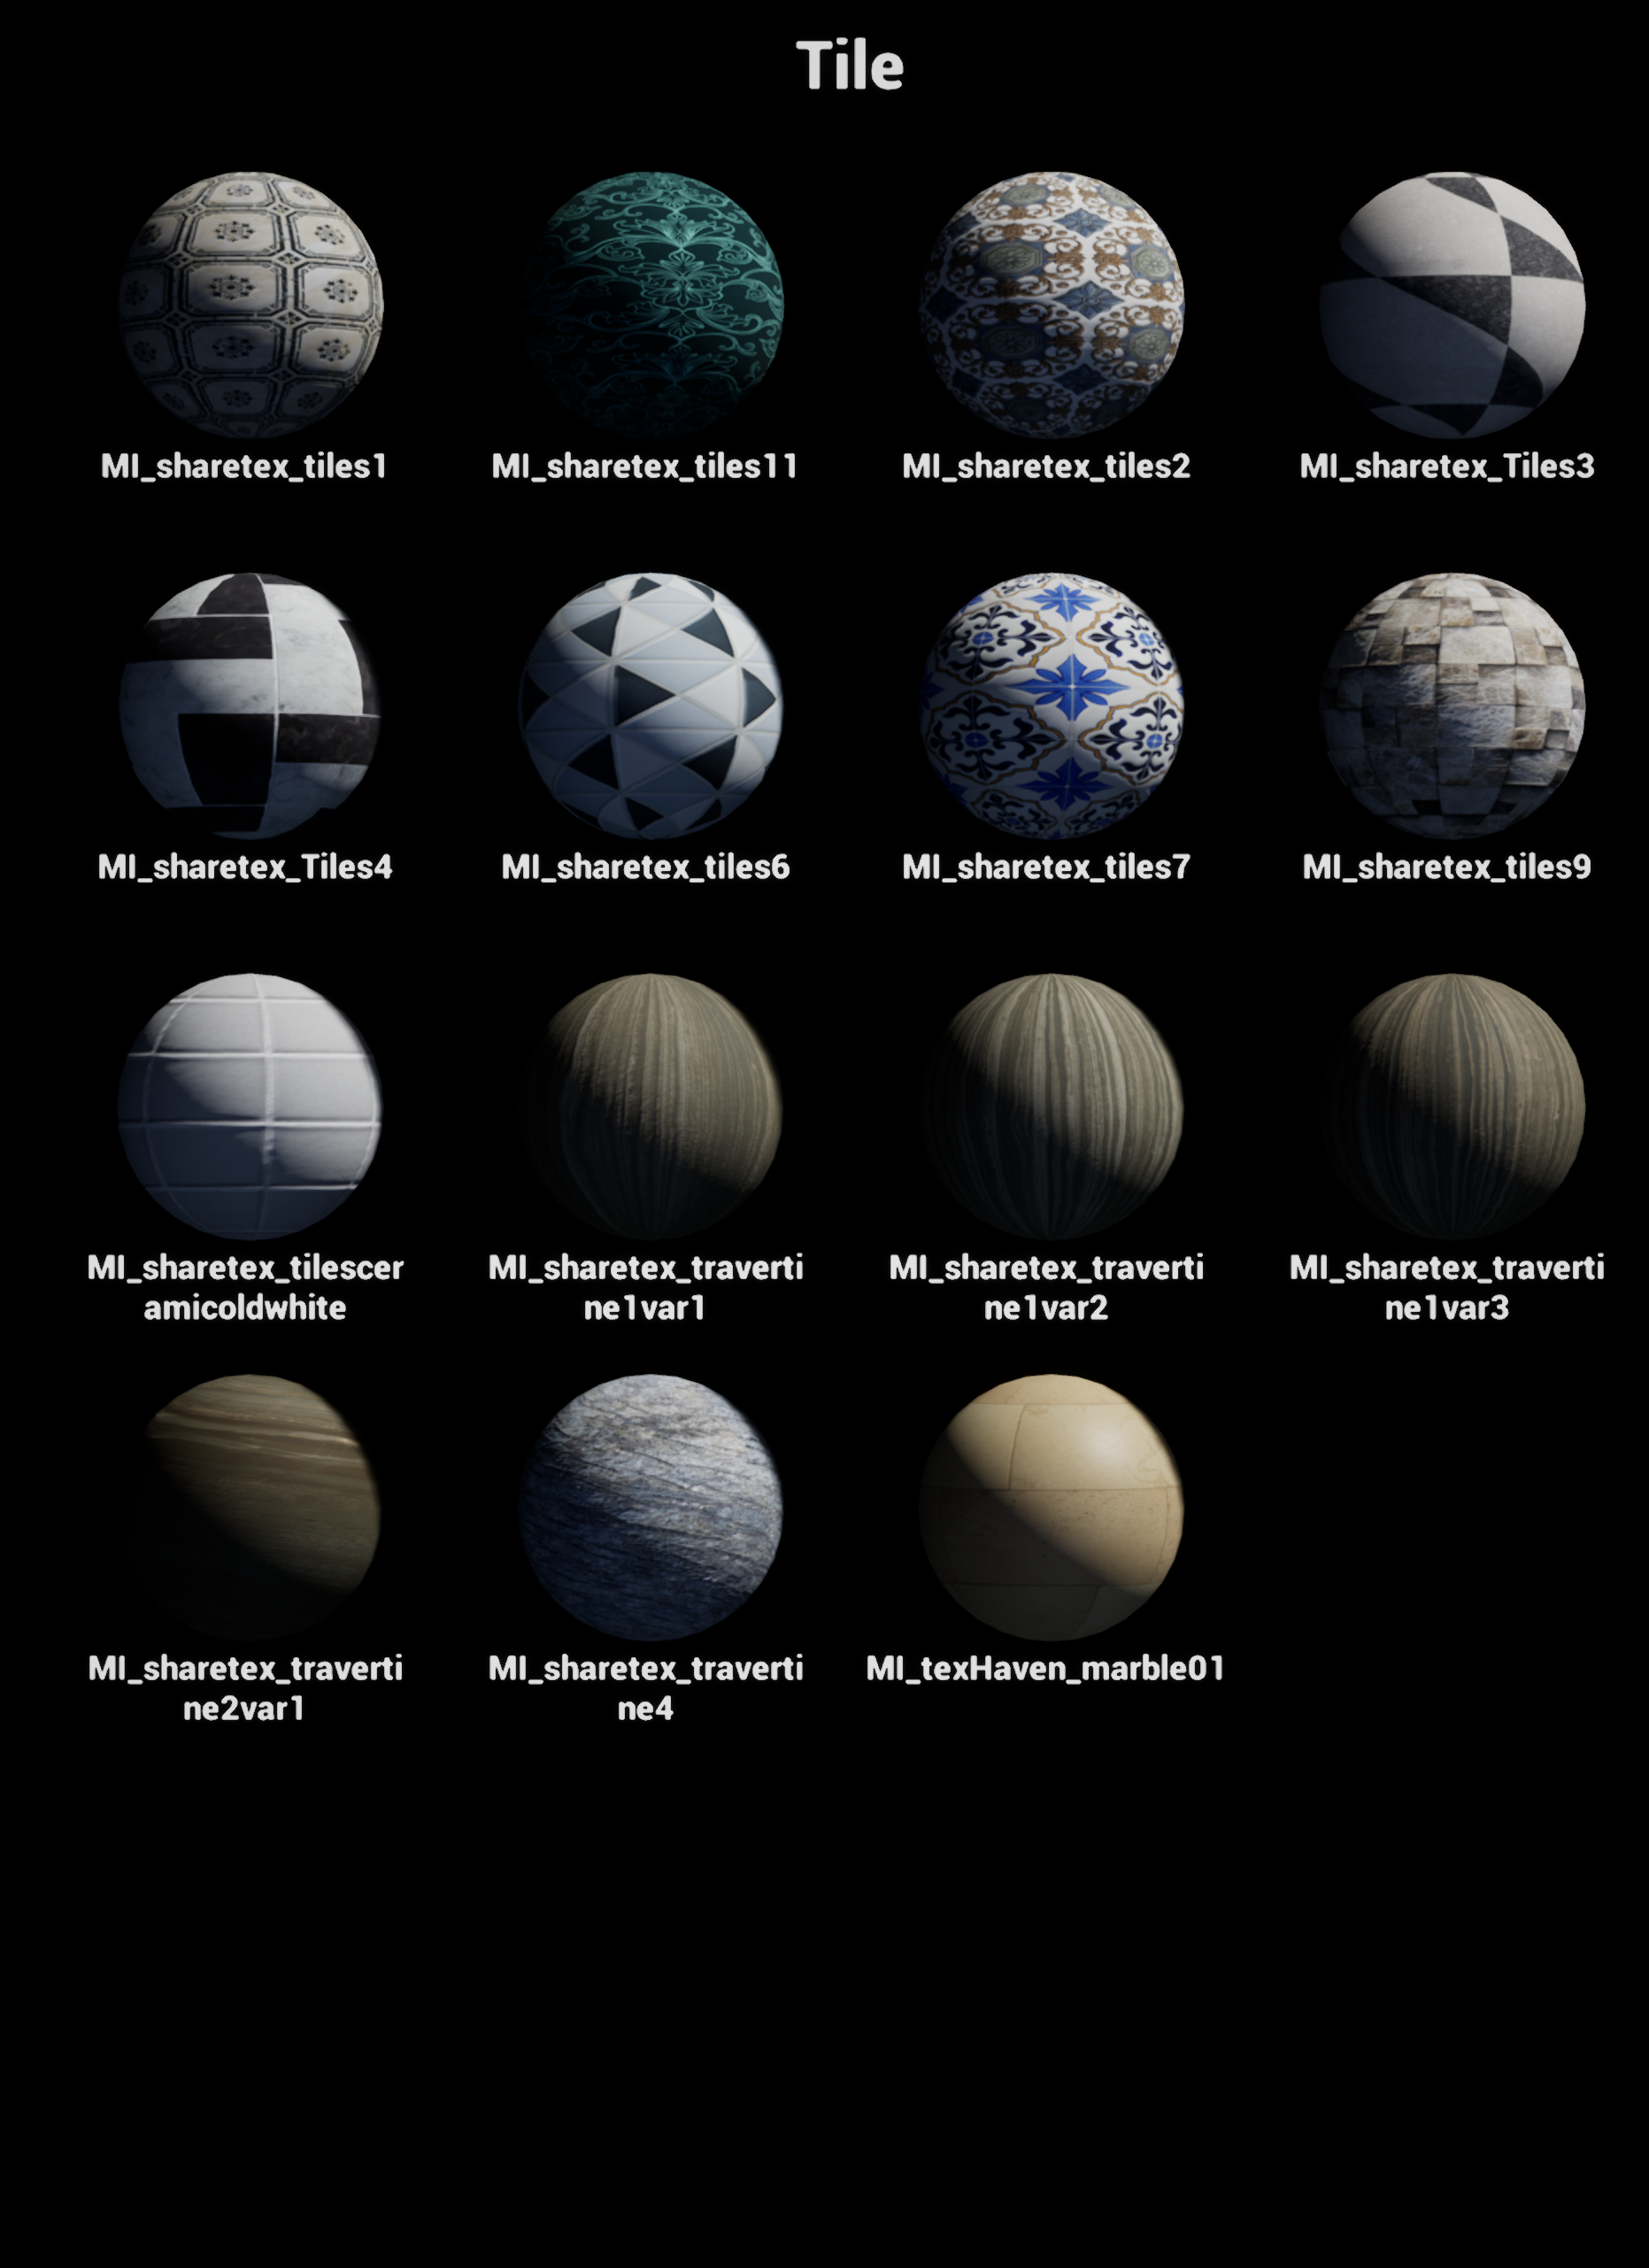 Tile
MI_sharetex_tiles1
MI_sharetex_tiles11
MI_sharetex_tiles2
MI_sharetex_Tiles3
MI_sharetex_Tiles4
MI_sharetex_tiles6
MI_sharetex_tiles7
MI_sharetex_tiles9
MI_sharetex_tilescer
amicoldwhite
MI_sharetex_traverti
ne1var1
MI_sharetex_traverti
ne1var2
MI_sharetex_traverti
ne1var3
MI_sharetex_traverti
ne2var1
MI_sharetex_traverti
ne4
MI_texHaven_marble01